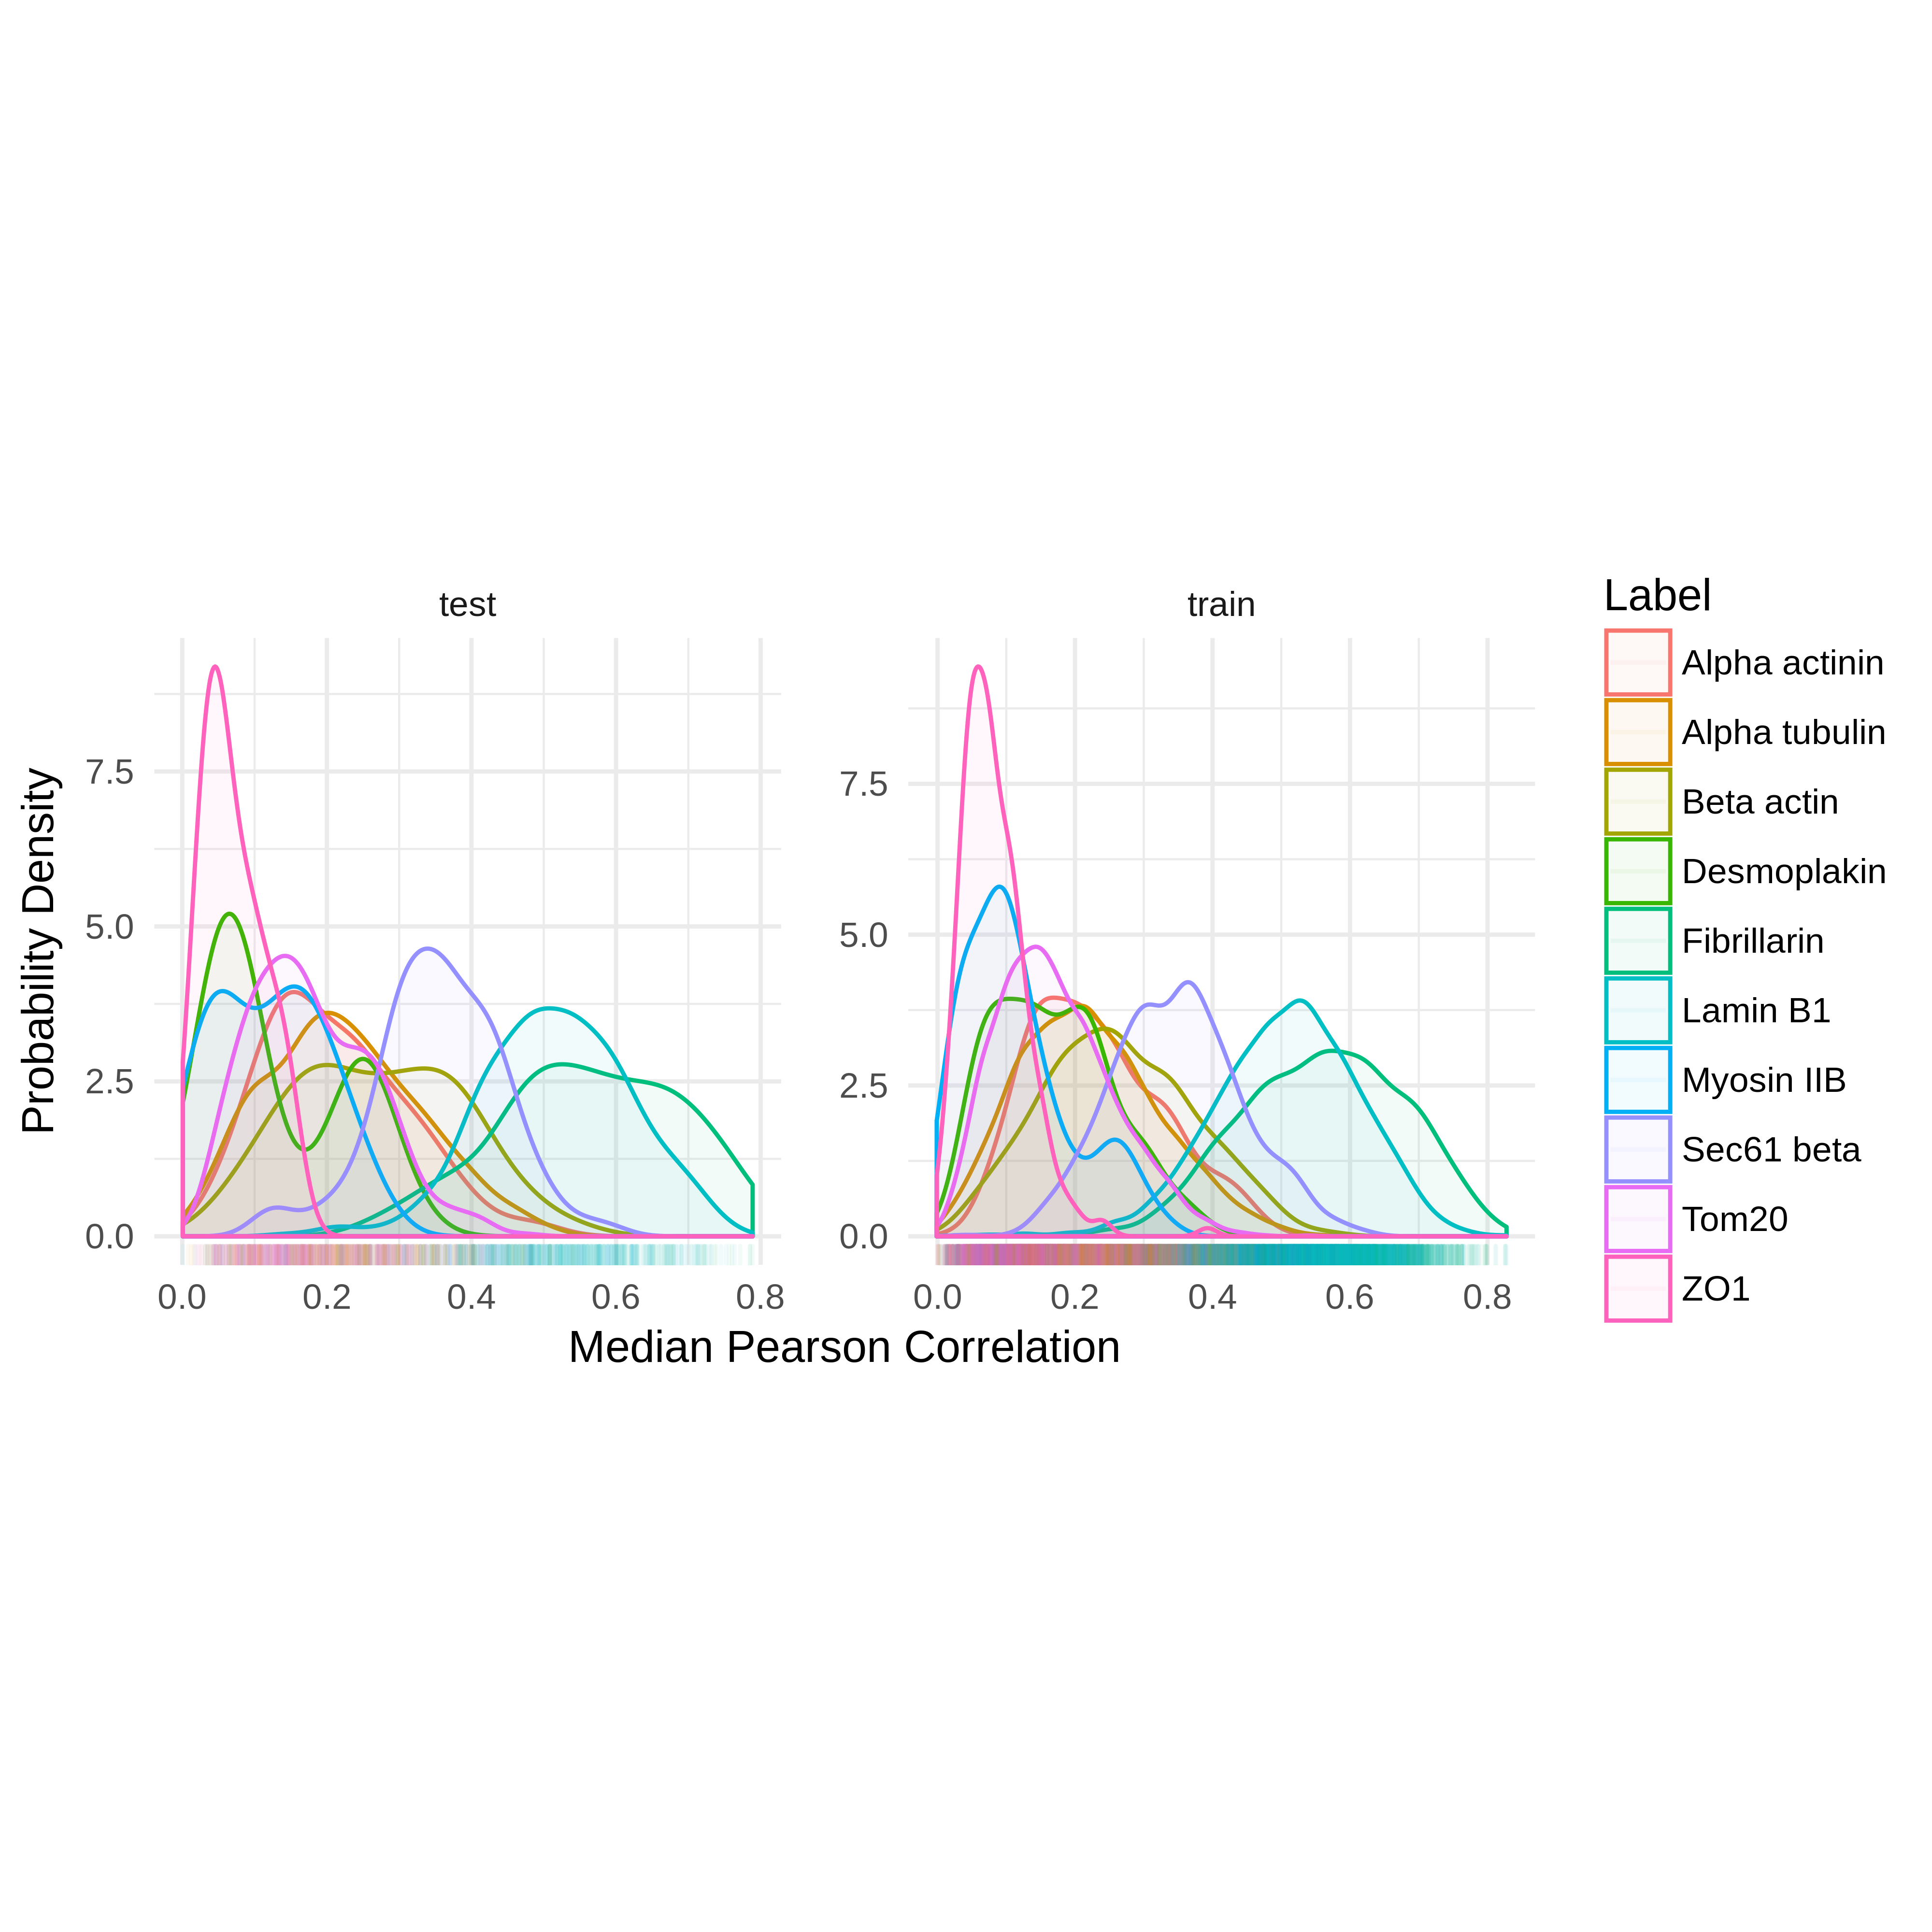 test
train
Probability Density
7.5
5.0
2.5
0.0
7.5
5.0
2.5
0.0
0.0 0.2 0.4 0.6 0.8
0.0 0.2 0.4 0.6 0.8
Median Pearson Correlation
Label
Alpha actinin
Alpha tubulin
Beta actin
Desmoplakin
Fibrillarin
Lamin B1
Myosin IIB
Sec61 beta
Tom20
ZO1